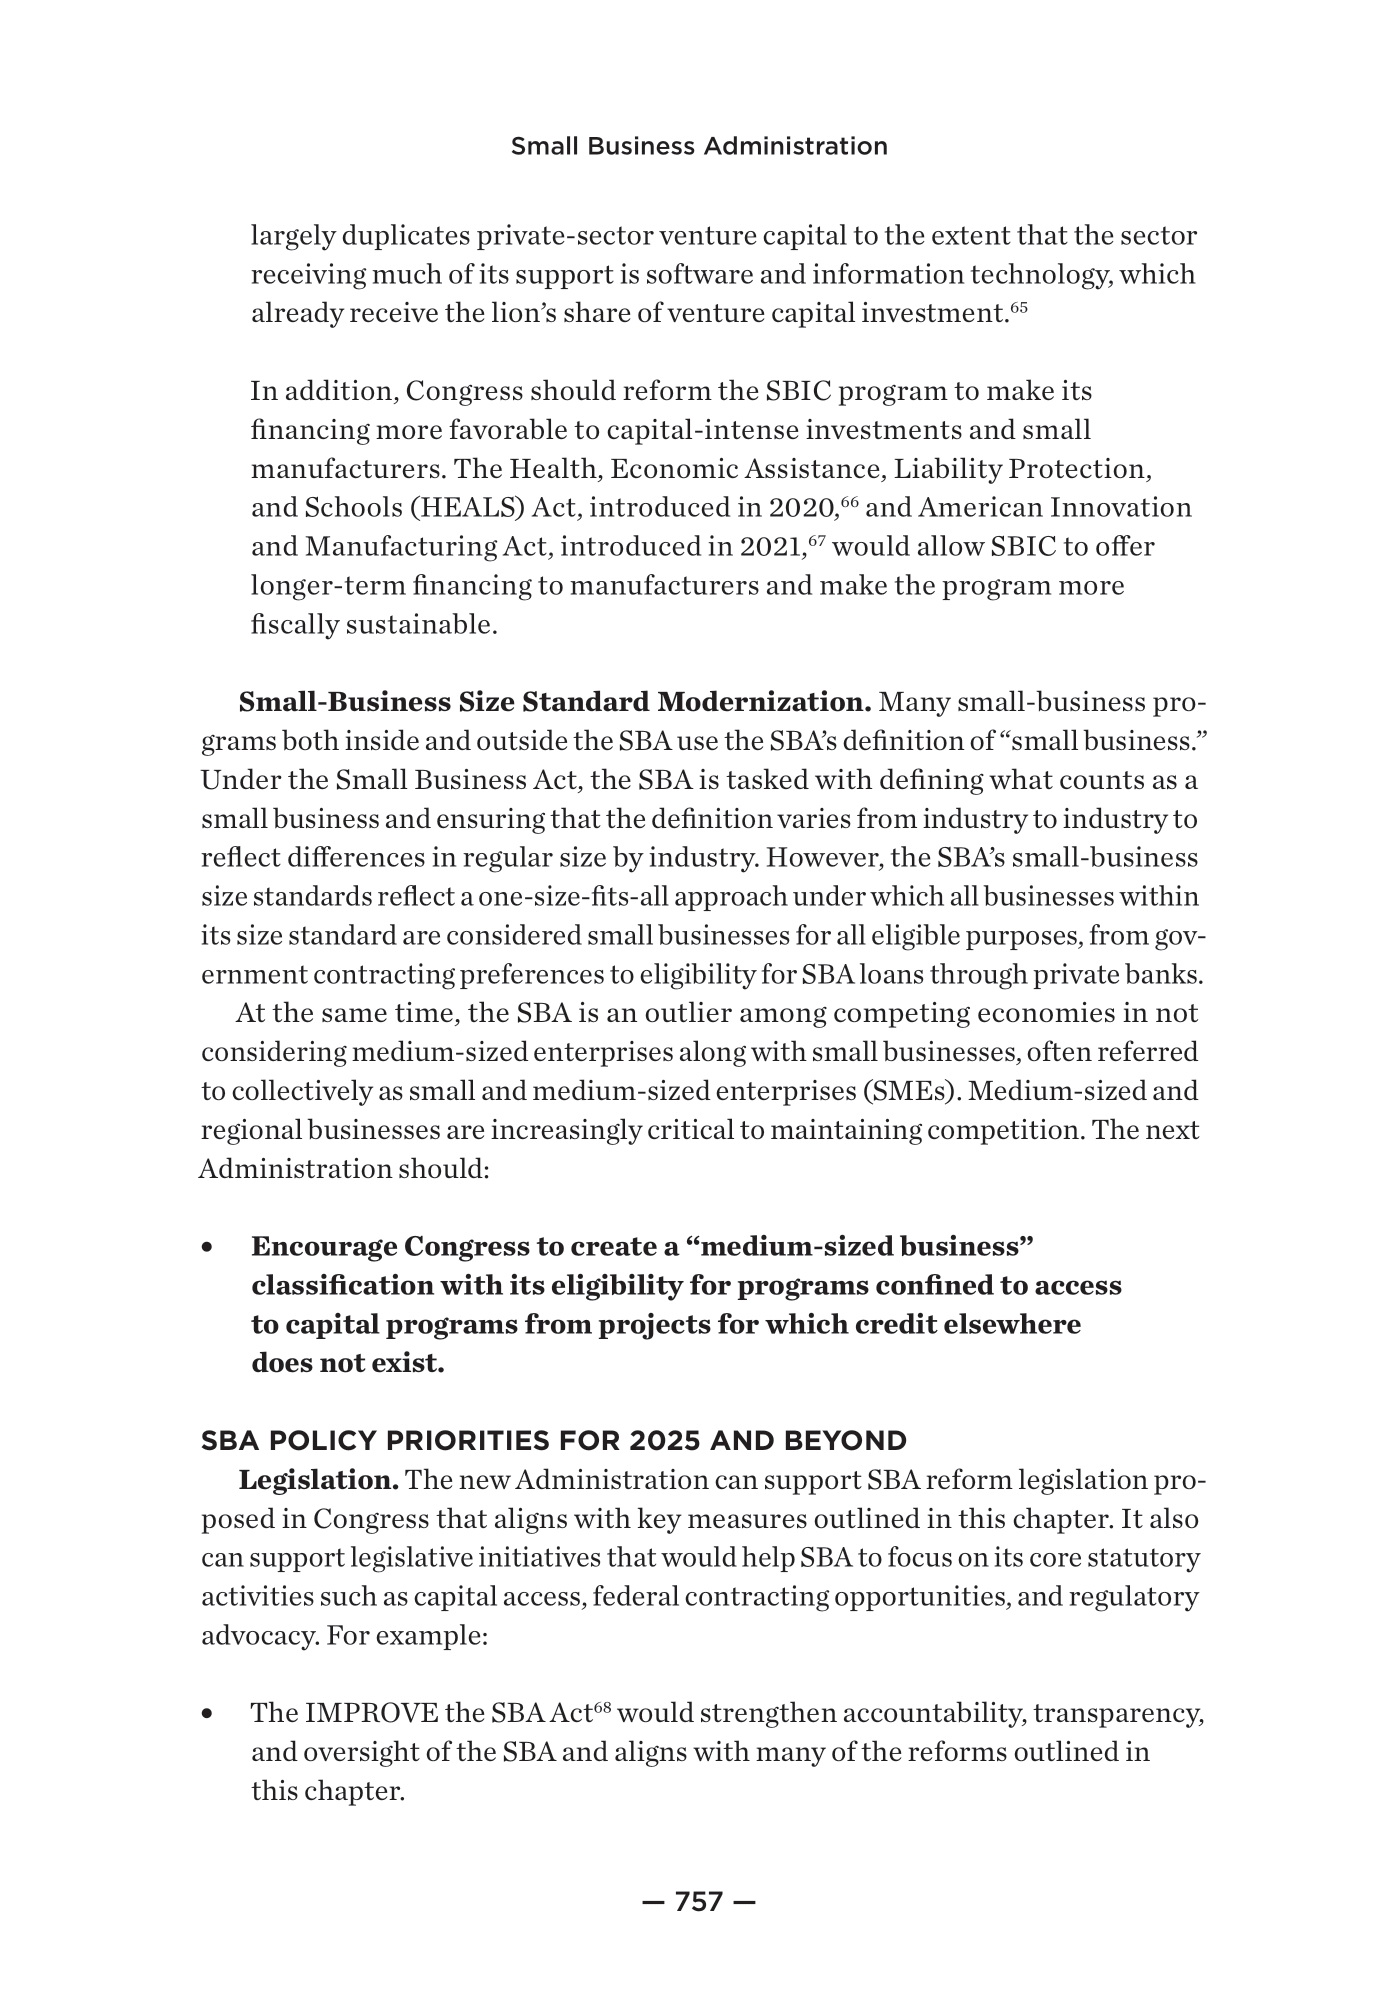 Small Business Administration
largely duplicates private-sector venture capital to the extent that the sector
receiving much of its support is software and information technology, which
already receive the lion’s share of venture capital investment.65
In addition, Congress should reform the SBIC program to make its
financing more favorable to capital-intense investments and small
manufacturers. The Health, Economic Assistance, Liability Protection,
and Schools (HEALS) Act, introduced in 2020,66 and American Innovation
and Manufacturing Act, introduced in 2021,67 would allow SBIC to offer
longer-term financing to manufacturers and make the program more
fiscally sustainable.
Small-Business Size Standard Modernization. Many small-business pro-
grams both inside and outside the SBA use the SBA’s definition of “small business.”
Under the Small Business Act, the SBA is tasked with defining what counts as a
small business and ensuring that the definition varies from industry to industry to
reflect differences in regular size by industry. However, the SBA’s small-business
size standards reflect a one-size-fits-all approach under which all businesses within
its size standard are considered small businesses for all eligible purposes, from gov-
ernment contracting preferences to eligibility for SBA loans through private banks.
At the same time, the SBA is an outlier among competing economies in not
considering medium-sized enterprises along with small businesses, often referred
to collectively as small and medium-sized enterprises (SMEs). Medium-sized and
regional businesses are increasingly critical to maintaining competition. The next
Administration should:
• Encourage Congress to create a “medium-sized business”
classification with its eligibility for programs confined to access
to capital programs from projects for which credit elsewhere
does not exist.
SBA POLICY PRIORITIES FOR 2025 AND BEYOND
Legislation. The new Administration can support SBA reform legislation pro-
posed in Congress that aligns with key measures outlined in this chapter. It also
can support legislative initiatives that would help SBA to focus on its core statutory
activities such as capital access, federal contracting opportunities, and regulatory
advocacy. For example:
• The IMPROVE the SBA Act68 would strengthen accountability, transparency,
and oversight of the SBA and aligns with many of the reforms outlined in
this chapter.
— 757 —